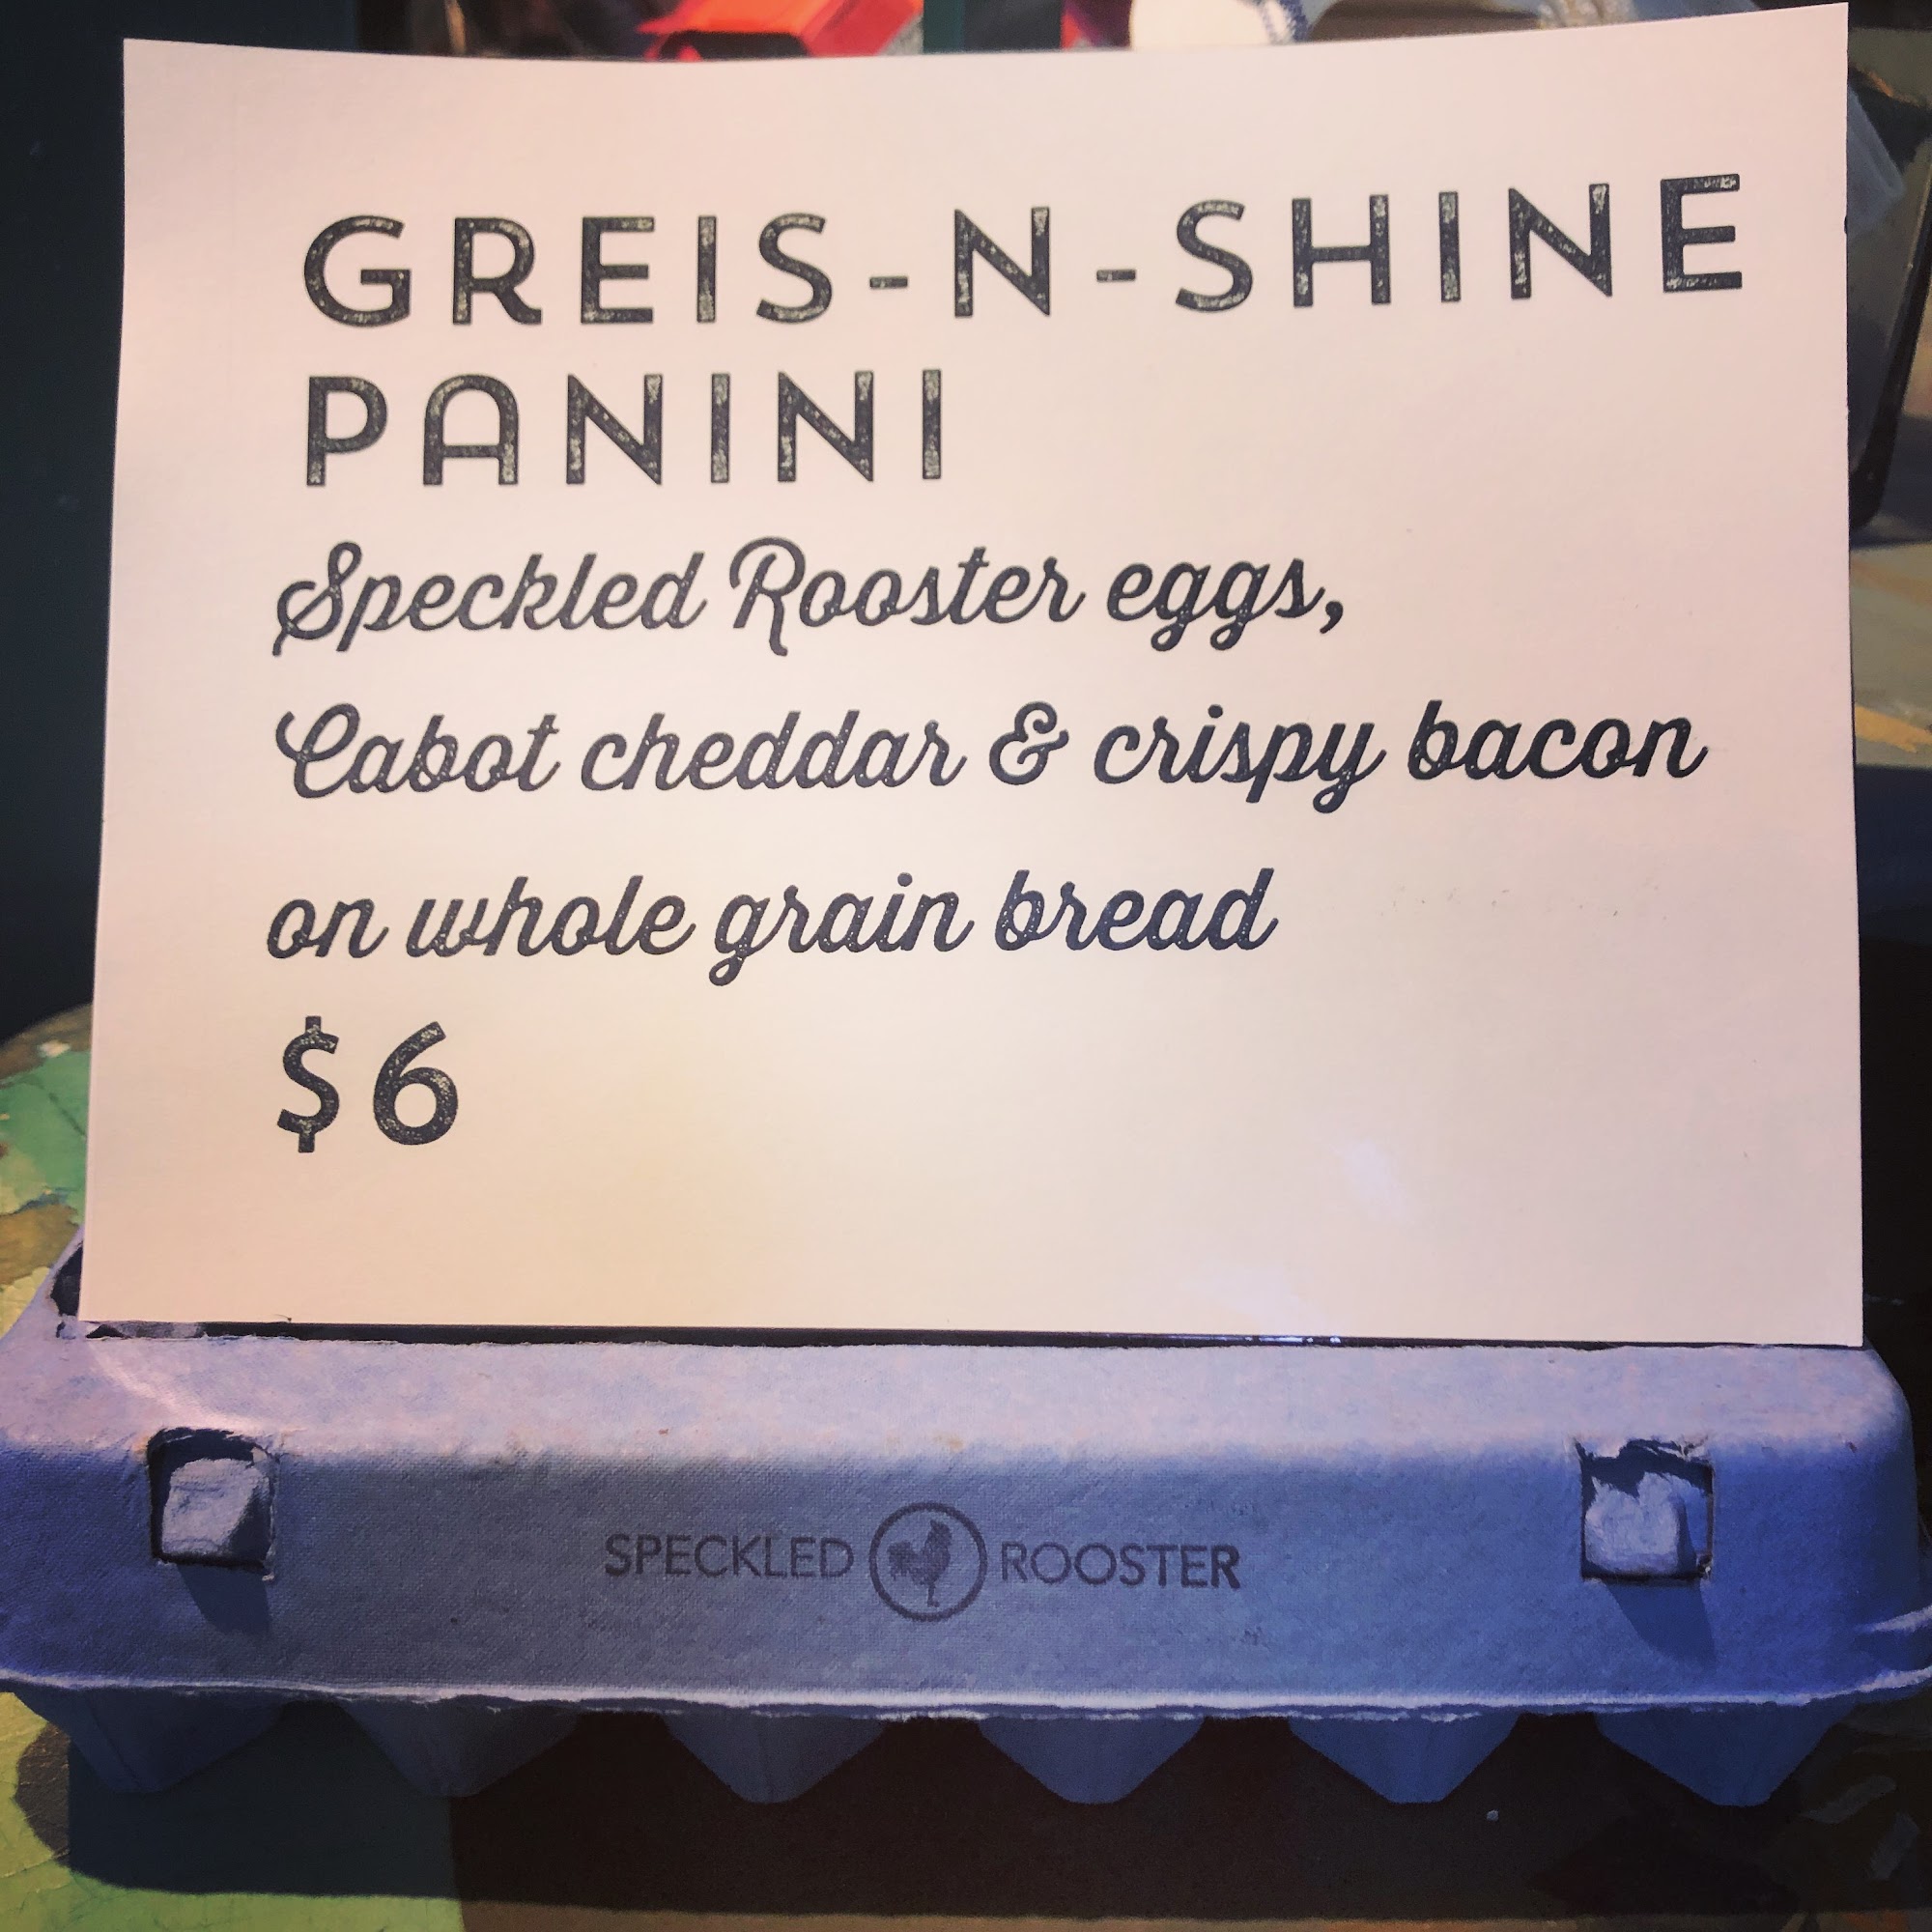 GREIS-N-SHINE
PANINI
Speckled Rooster eggs,
Cabot cheddar & crispy bacon
on whole grain bread
$6
SPECKLED ROOSTER